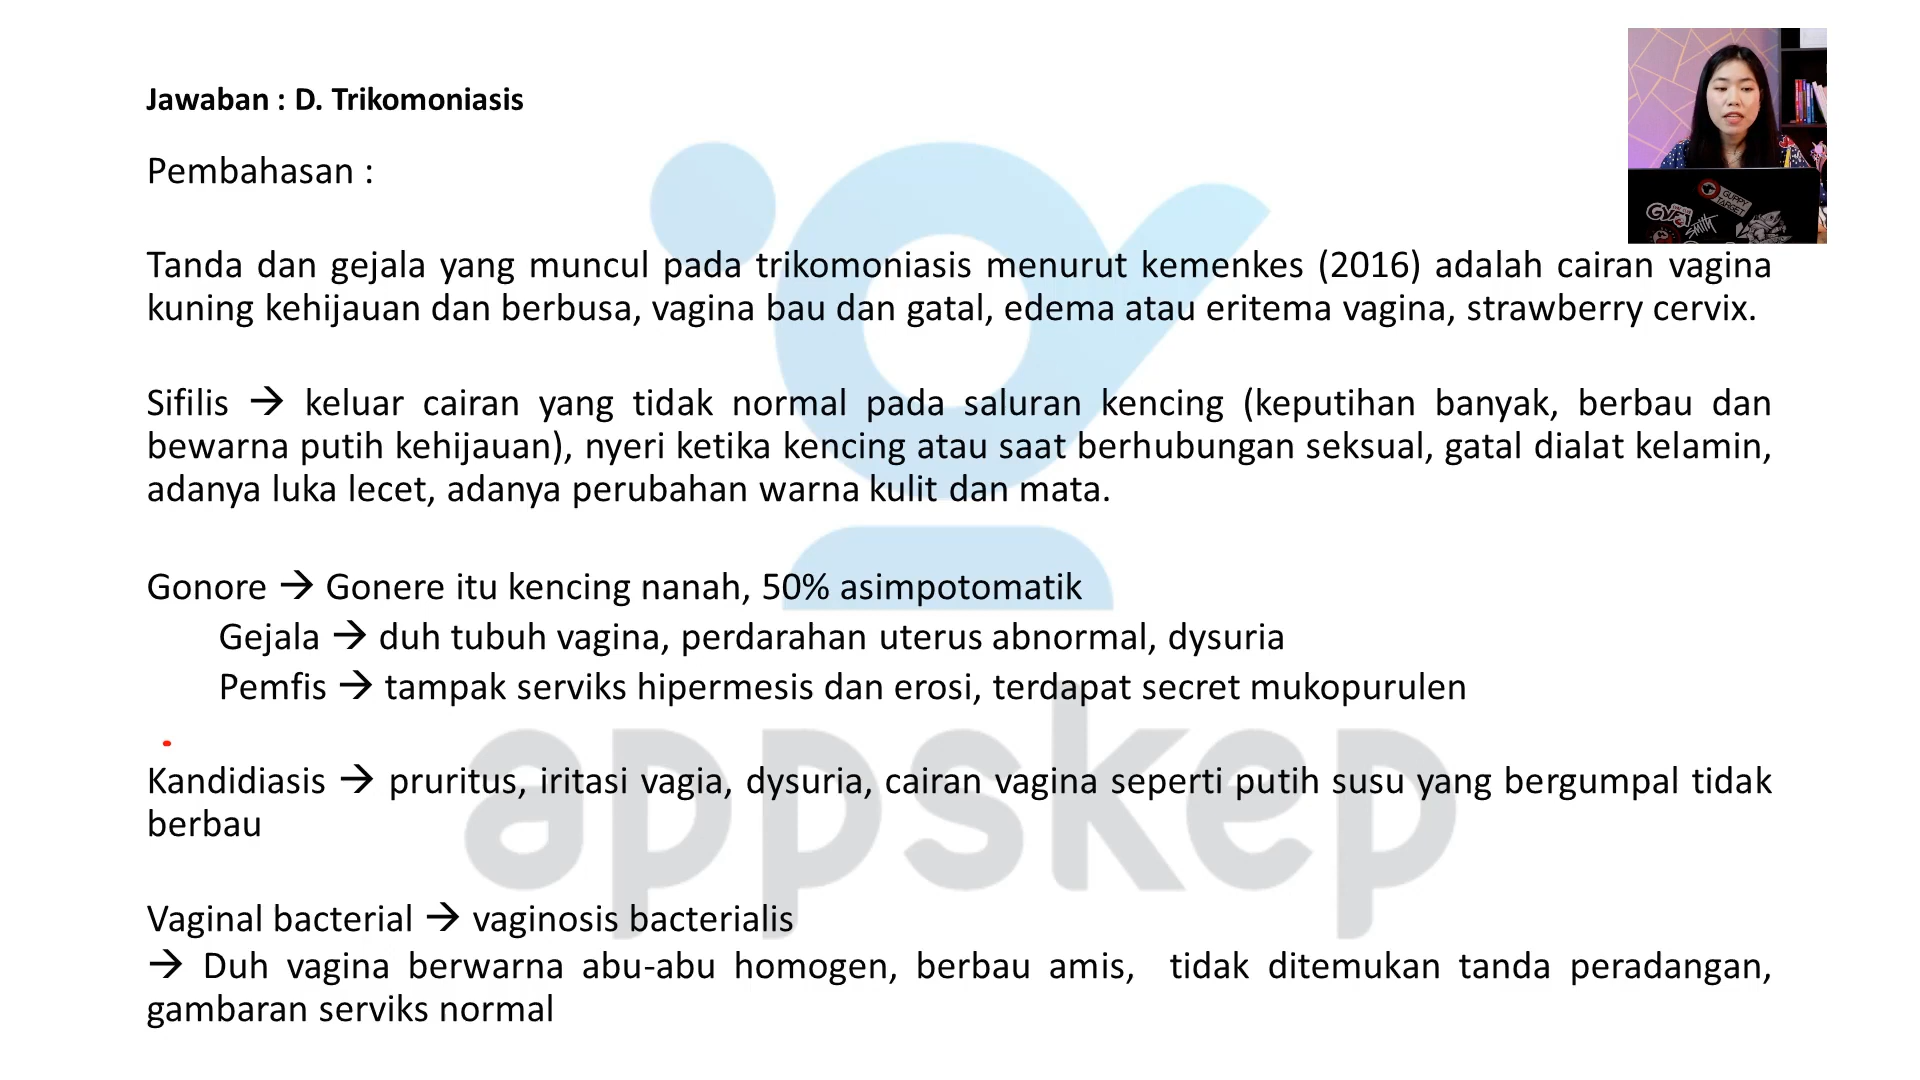 Jawaban : D. Trikomoniasis
Pembahasan :
Tanda dan gejala yang muncul pada trikomoniasis menurut kemenkes (2016) adalah cairan vagina
kuning kehijauan dan berbusa, vagina bau dan gatal, edema atau eritema vagina, strawberry cervix.
Sifilis → keluar cairan yang tidak normal pada saluran kencing (keputihan banyak, berbau dan
bewarna putih kehijauan), nyeri ketika kencing atau saat berhubungan seksual, gatal dialat kelamin,
adanya luka lecet, adanya perubahan warna kulit dan mata.
Gonore → Gonere itu kencing nanah, 50% asimpotomatik
Gejala → duh tubuh vagina, perdarahan uterus abnormal, dysuria
Pemfis → tampak serviks hipermesis dan erosi, terdapat secret mukopurulen
Kandidiasis → pruritus, iritasi vagia, dysuria, cairan vagina seperti putih susu yang bergumpal tidak
berbau
Vaginal bacterial → vaginosis bacterialis
→ Duh vagina berwarna abu-abu homogen, berbau amis, tidak ditemukan tanda peradangan,
gambaran serviks normal
appskep
GUPPY
TARGET
SMITH